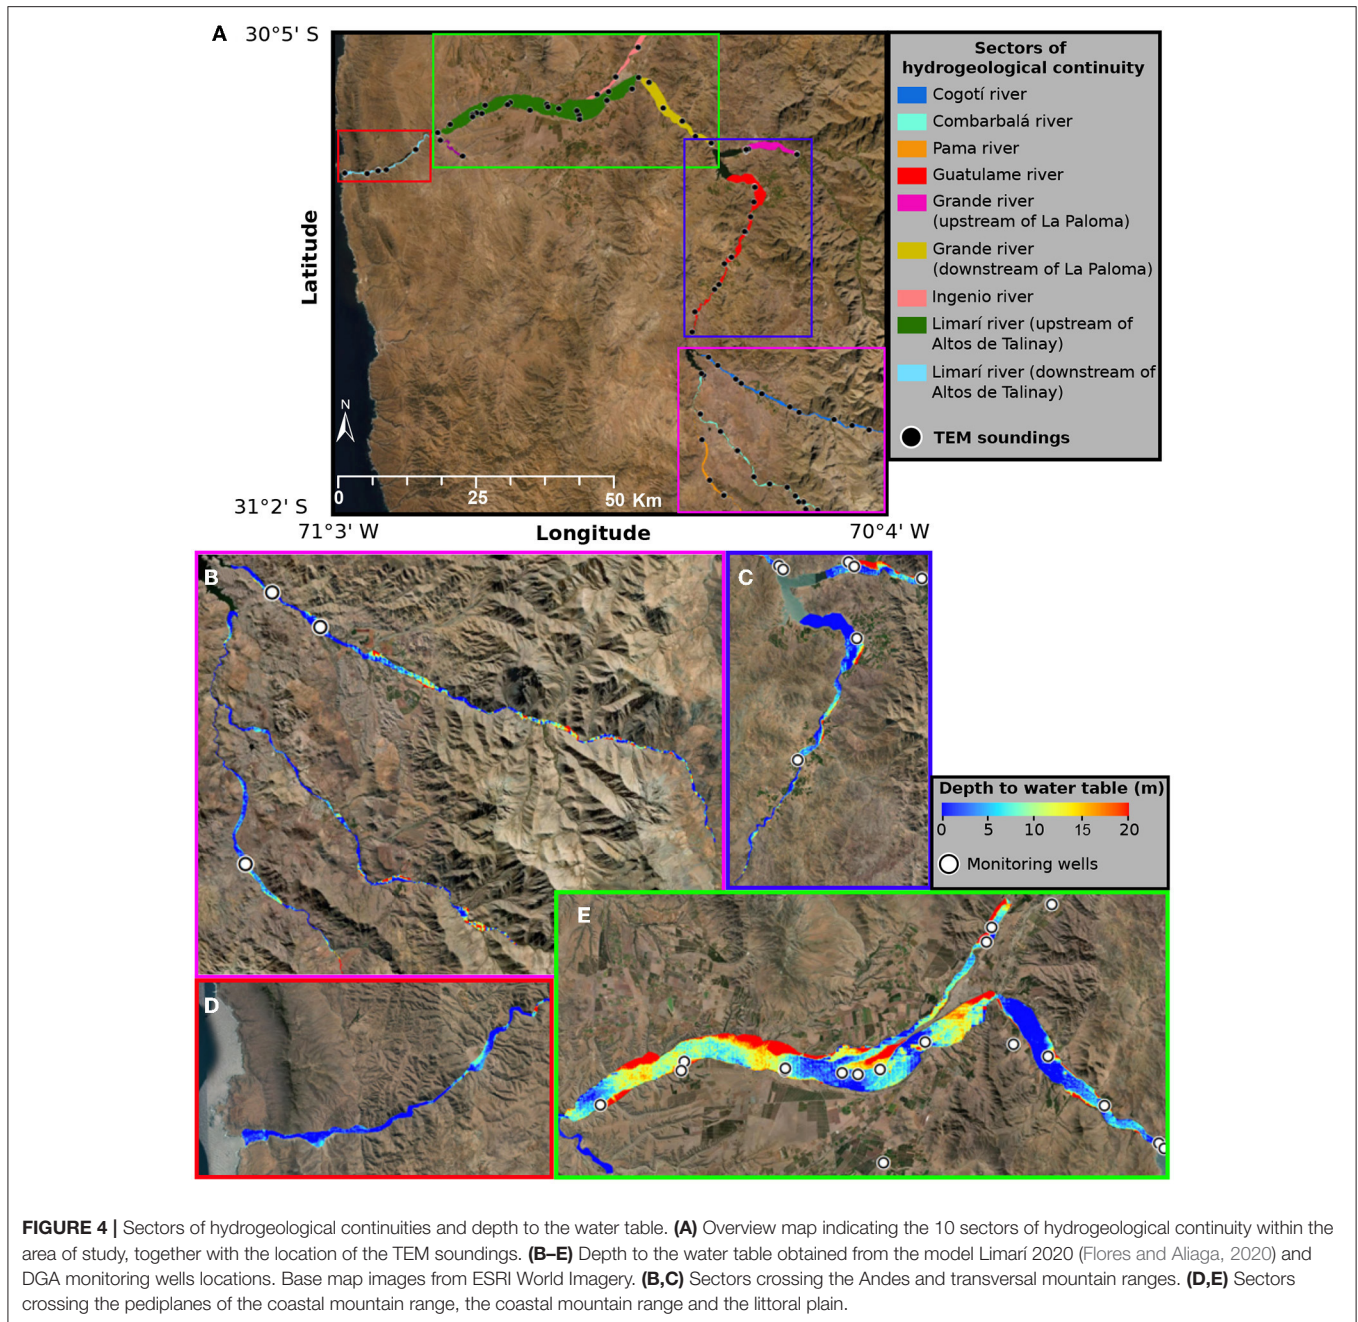 A
30°5' S
Latitude
31°2' S
71°3' W
Longitude
70°4' W
N
0
25
50 Km
Sectors of
hydrogeological continuity
Cogotí river
Combarbalá river
Pama river
Guatulame river
Grande river
(upstream of La Paloma)
Grande river
(downstream of La Paloma)
Ingenio river
Limarí river (upstream of
Altos de Talinay)
Limarí river (downstream of
Altos de Talinay)
TEM soundings
B
C
Depth to water table (m)
0 5 10 15 20
Monitoring wells
D
E
FIGURE 4 | Sectors of hydrogeological continuities and depth to the water table. (A) Overview map indicating the 10 sectors of hydrogeological continuity within the
area of study, together with the location of the TEM soundings. (B–E) Depth to the water table obtained from the model Limarí 2020 (Flores and Aliaga, 2020) and
DGA monitoring wells locations. Base map images from ESRI World Imagery. (B,C) Sectors crossing the Andes and transversal mountain ranges. (D,E) Sectors
crossing the pediplanes of the coastal mountain range, the coastal mountain range and the littoral plain.